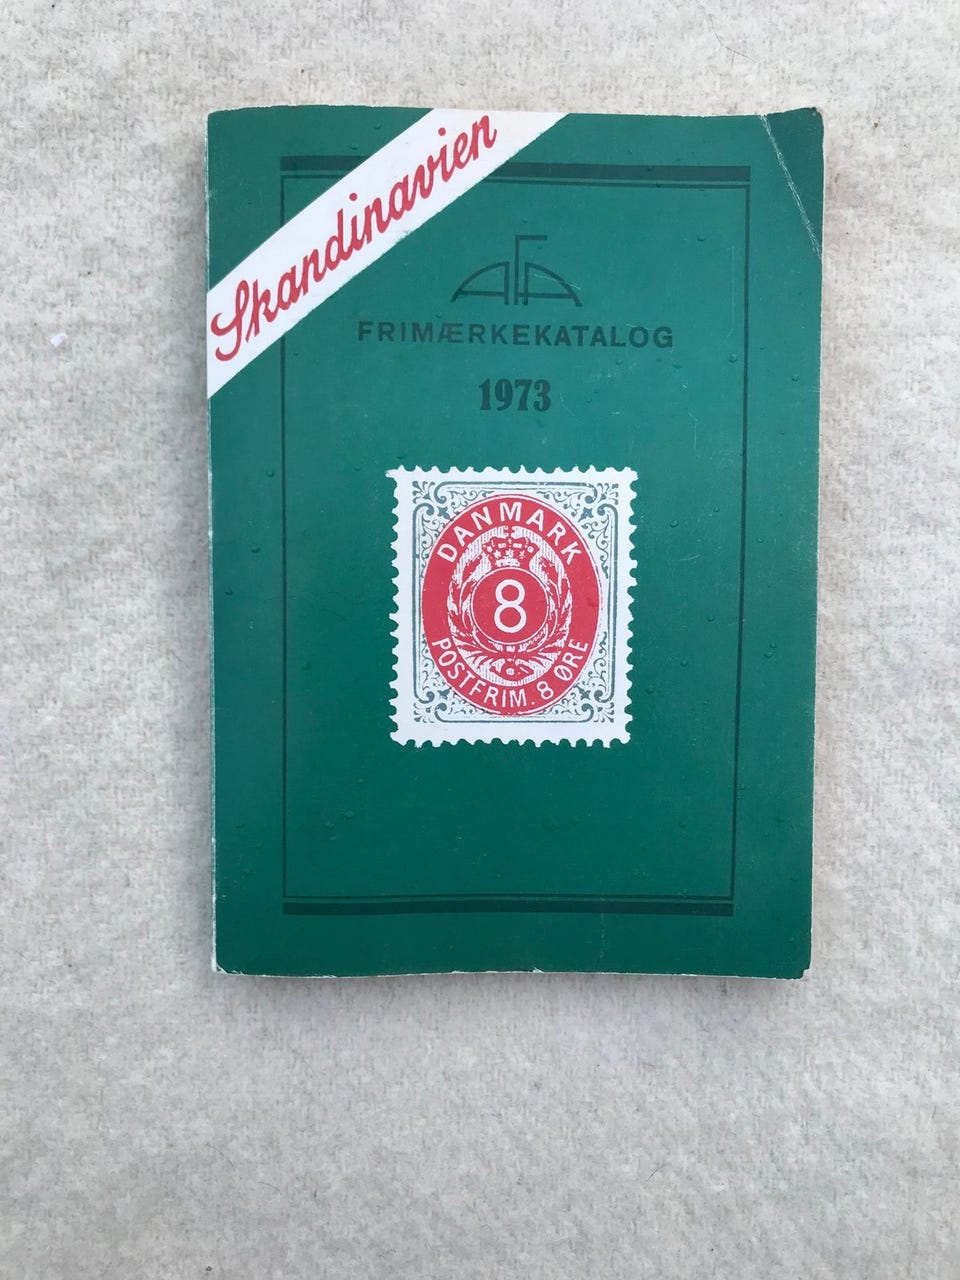 Skandinavien
AFA
FRIMÆRKEKATALOG
1973
DANMARK
8
POSTFRIM. 8 ØRE